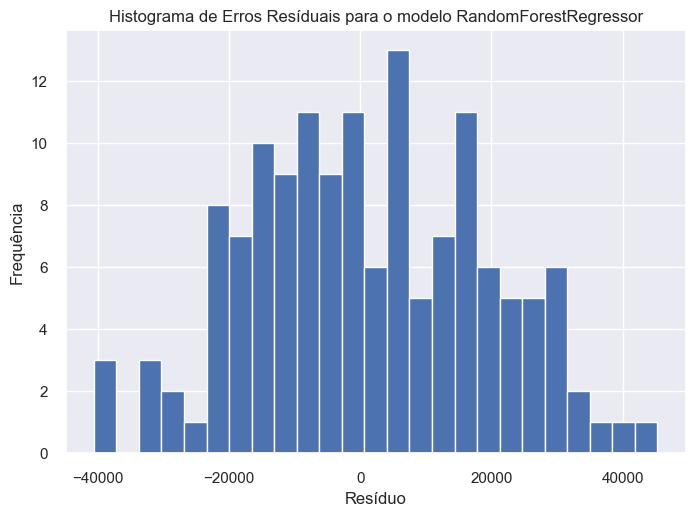 Histograma de Erros Resíduais para o modelo RandomForestRegressor
12
10
8
6
4
2
0
Frequência
−40000 −20000 0 20000 40000
Resíduo